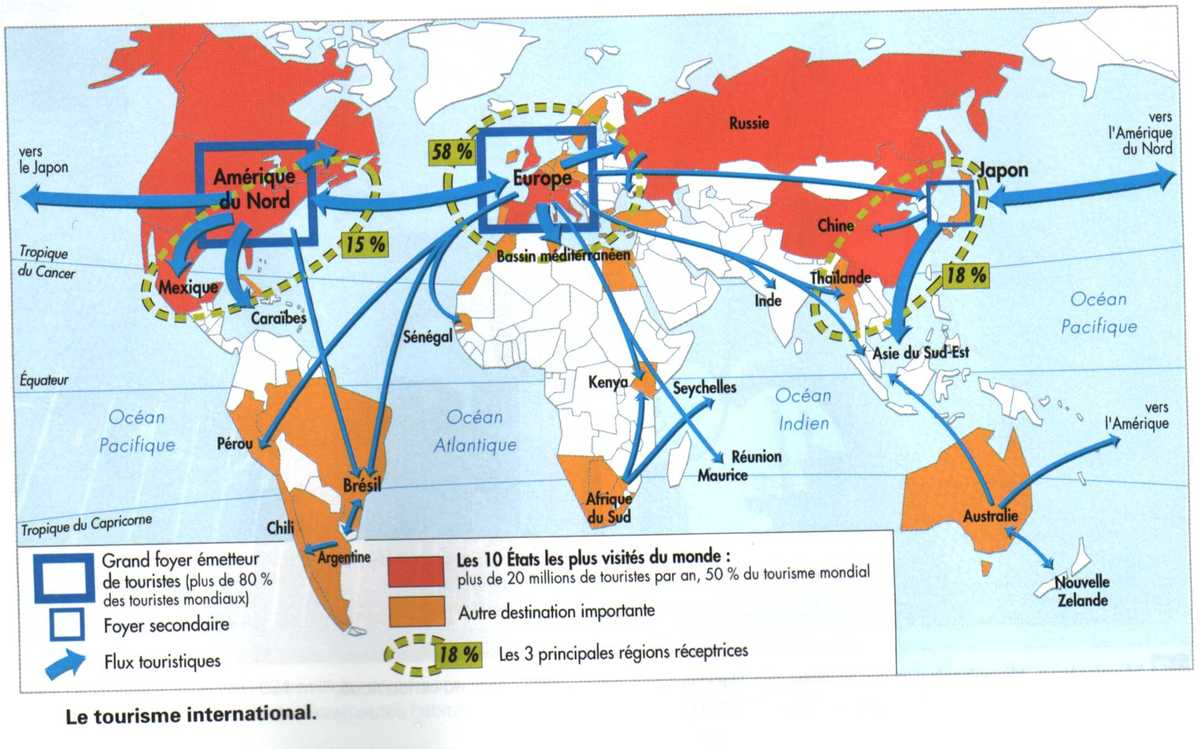 vers
le Japon
58 %
Russie
vers
l'Amérique
du Nord
Amérique
du Nord
Europe
Japon
15 %
Chine
Tropique
du Cancer
Bassin méditerranéen
18 %
Mexique
Thaïlande
Inde
Océan
Pacifique
Caraïbes
Sénégal
Asie du Sud-Est
Équateur
Kenya
Seychelles
Océan
Pacifique
Océan
Atlantique
Océan
Indien
vers
l'Amérique
Pérou
Réunion
Maurice
Brésil
Afrique
du Sud
Tropique du Capricorne
Chili
Argentine
Australie
Nouvelle
Zelande
Grand foyer émetteur
de touristes (plus de 80 %
des touristes mondiaux)
Foyer secondaire
Flux touristiques
Les 10 États les plus visités du monde :
plus de 20 millions de touristes par an, 50 % du tourisme mondial
Autre destination importante
18 %
Les 3 principales régions réceptrices
Le tourisme international.